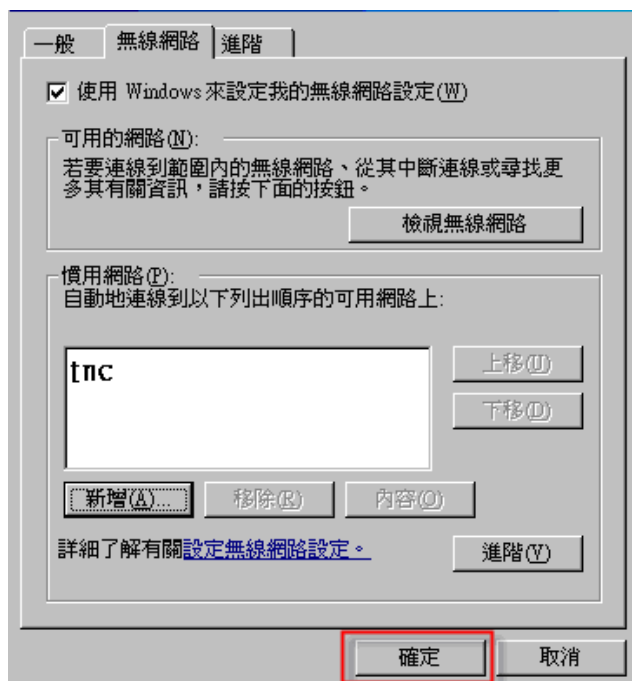 一般 無線網路 進階
使用 Windows 來設定我的無線網路設定(W)
可用的網路(N):
若要連線到範圍內的無線網路、從其中斷連線或尋找更
多其有關資訊，請按下面的按鈕。
檢視無線網路
慣用網路(P):
自動地連線到以下列出順序的可用網路上:
tnc
上移(U)
下移(D)
新增(A)... 移除(R) 內容(O)
詳細了解有關設定無線網路設定。 進階(V)
確定 取消